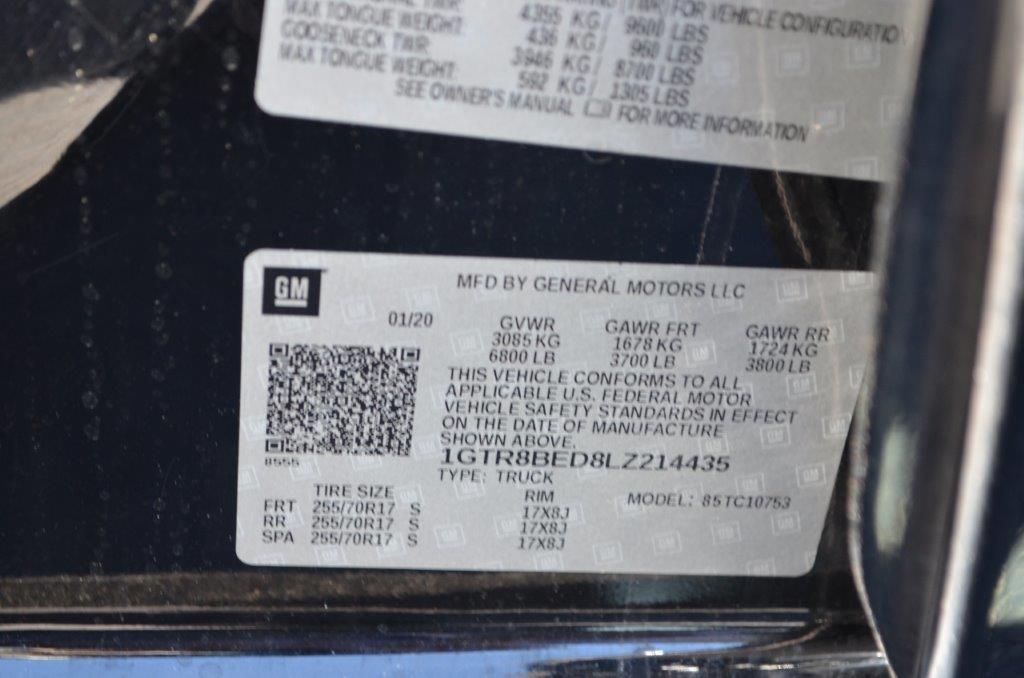 TWR) FOR VEHICLE CONFIGURATION
MAX TONGUE WEIGHT: 4355 KG/ 9600 LBS
GOOSENECK TWR: 436 KG/ 960 LBS
MAX TONGUE WEIGHT: 3946 KG/ 8700 LBS
592 KG/ 1305 LBS
SEE OWNER'S MANUAL FOR MORE INFORMATION
GM
MFD BY GENERAL MOTORS LLC
01/20 GVWR GAWR FRT GAWR RR
3085 KG 1678 KG 1724 KG
6800 LB 3700 LB 3800 LB
THIS VEHICLE CONFORMS TO ALL
APPLICABLE U.S. FEDERAL MOTOR
VEHICLE SAFETY STANDARDS IN EFFECT
ON THE DATE OF MANUFACTURE
SHOWN ABOVE.
8555
1GTR8BED8LZ214435
TYPE: TRUCK
TIRE SIZE RIM MODEL: 85TC10753
FRT 255/70R17 S 17X8J
RR 255/70R17 S 17X8J
SPA 255/70R17 S 17X8J